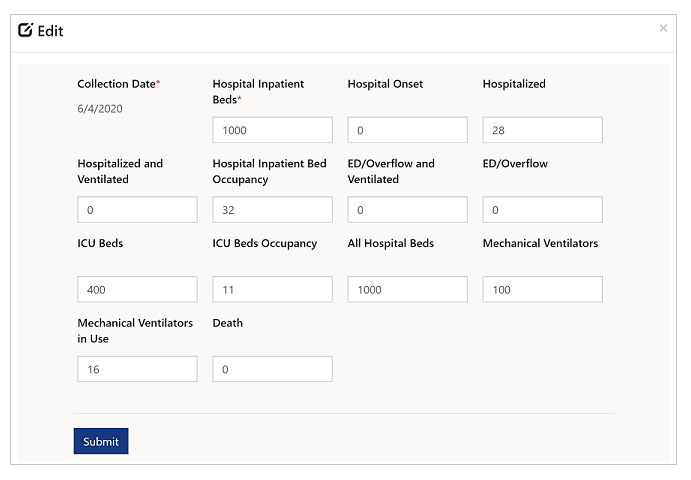 Edit
×
Collection Date*
6/4/2020
Hospital Inpatient
Beds*
1000
Hospital Onset
0
Hospitalized
28
Hospitalized and
Ventilated
0
Hospital Inpatient Bed
Occupancy
32
ED/Overflow and
Ventilated
0
ED/Overflow
0
ICU Beds
400
ICU Beds Occupancy
11
All Hospital Beds
1000
Mechanical Ventilators
100
Mechanical Ventilators
in Use
16
Death
0
Submit